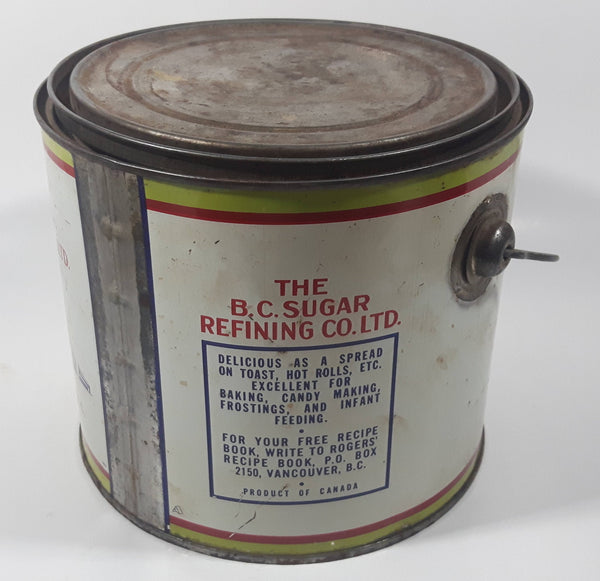 THE
B.C. SUGAR
REFINING CO. LTD.
DELICIOUS AS A SPREAD
ON TOAST, HOT ROLLS, ETC.
EXCELLENT FOR
BAKING, CANDY MAKING,
FROSTINGS, AND INFANT
FEEDING.
•
FOR YOUR FREE RECIPE
BOOK, WRITE TO ROGERS'
RECIPE BOOK, P.O. BOX
2150, VANCOUVER, B.C.
•
PRODUCT OF CANADA
TD.